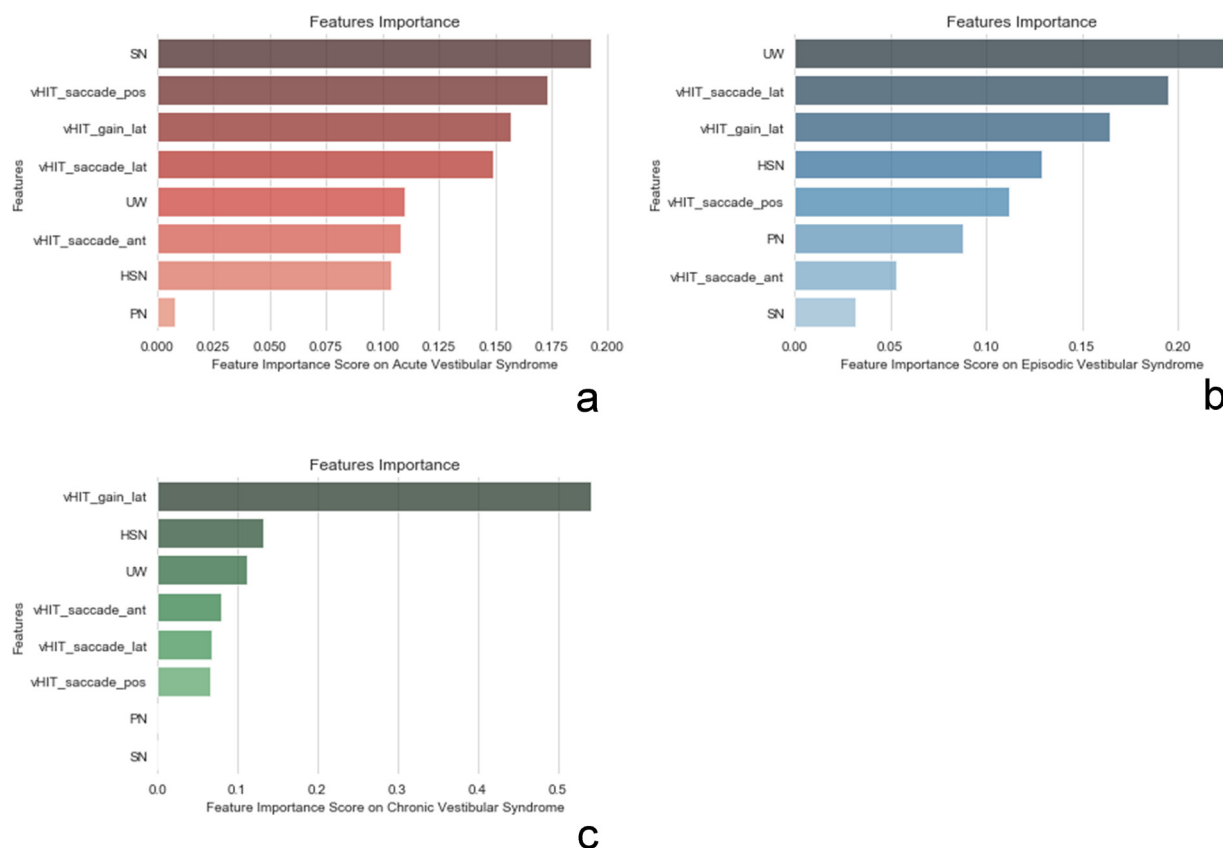 Features Importance
SN
vHIT_saccade_pos
vHIT_gain_lat
vHIT_saccade_lat
UW
vHIT_saccade_ant
HSN
PN
Features
0.000 0.025 0.050 0.075 0.100 0.125 0.150 0.175 0.200
Feature Importance Score on Acute Vestibular Syndrome
a
Features Importance
UW
vHIT_saccade_lat
vHIT_gain_lat
HSN
vHIT_saccade_pos
PN
vHIT_saccade_ant
SN
Features
0.00 0.05 0.10 0.15 0.20
Feature Importance Score on Episodic Vestibular Syndrome
b
Features Importance
vHIT_gain_lat
HSN
UW
vHIT_saccade_ant
vHIT_saccade_lat
vHIT_saccade_pos
PN
SN
Features
0.0 0.1 0.2 0.3 0.4 0.5
Feature Importance Score on Chronic Vestibular Syndrome
c